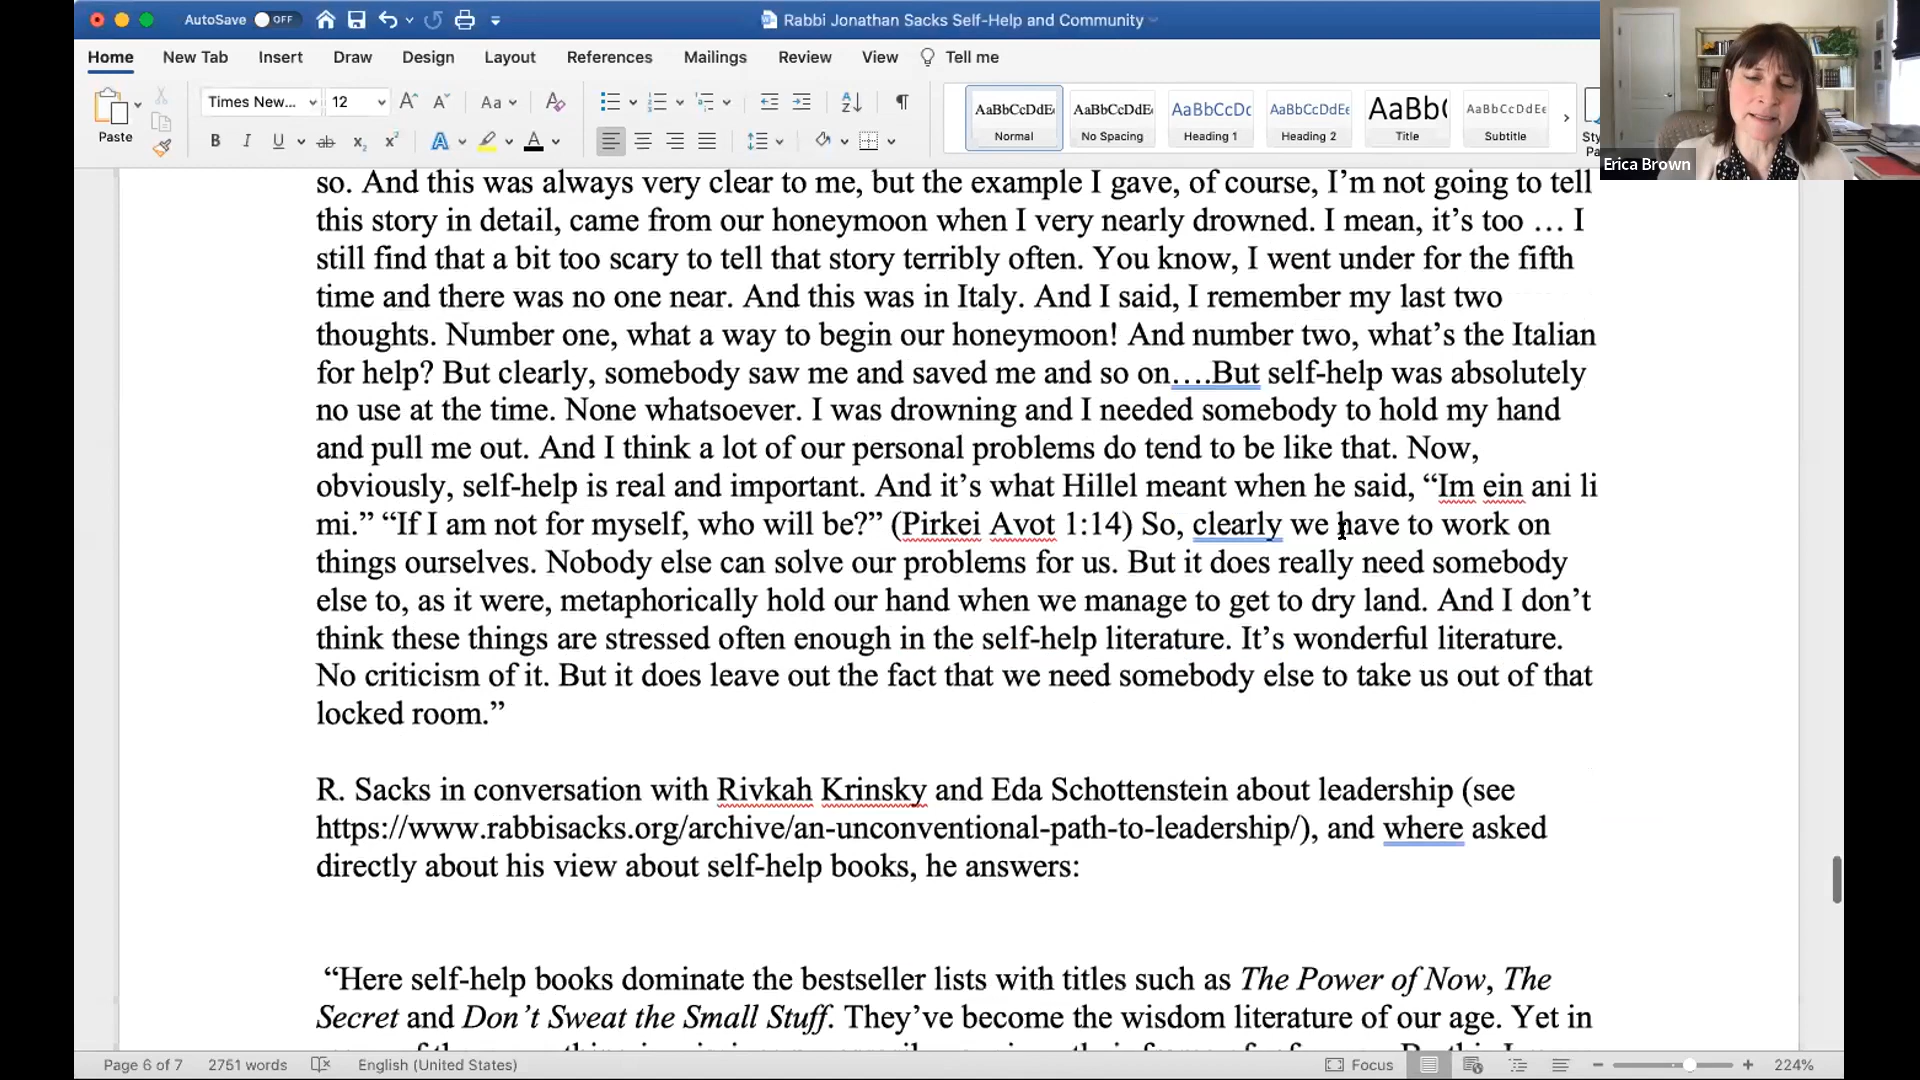 AutoSave OFF
Rabbi Jonathan Sacks Self-Help and Community
Home New Tab Insert Draw Design Layout References Mailings Review View Tell me
Paste
Times New... 12
AaBbCcDdEe Normal
AaBbCcDdEe No Spacing
AaBbCcDc Heading 1
AaBbCcDdEe Heading 2
AaBb( Title
AaBbCcDdEe Subtitle
Erica Brown
so. And this was always very clear to me, but the example I gave, of course, I’m not going to tell
this story in detail, came from our honeymoon when I very nearly drowned. I mean, it’s too … I
still find that a bit too scary to tell that story terribly often. You know, I went under for the fifth
time and there was no one near. And this was in Italy. And I said, I remember my last two
thoughts. Number one, what a way to begin our honeymoon! And number two, what’s the Italian
for help? But clearly, somebody saw me and saved me and so on….But self-help was absolutely
no use at the time. None whatsoever. I was drowning and I needed somebody to hold my hand
and pull me out. And I think a lot of our personal problems do tend to be like that. Now,
obviously, self-help is real and important. And it’s what Hillel meant when he said, “Im ein ani li
mi.” “If I am not for myself, who will be?” (Pirkei Avot 1:14) So, clearly we have to work on
things ourselves. Nobody else can solve our problems for us. But it does really need somebody
else to, as it were, metaphorically hold our hand when we manage to get to dry land. And I don’t
think these things are stressed often enough in the self-help literature. It’s wonderful literature.
No criticism of it. But it does leave out the fact that we need somebody else to take us out of that
locked room.”
R. Sacks in conversation with Rivkah Krinsky and Eda Schottenstein about leadership (see
https://www.rabbisacks.org/archive/an-unconventional-path-to-leadership/), and where asked
directly about his view about self-help books, he answers:
“Here self-help books dominate the bestseller lists with titles such as The Power of Now, The
Secret and Don’t Sweat the Small Stuff. They’ve become the wisdom literature of our age. Yet in
Page 6 of 7 2751 words English (United States) Focus 224%